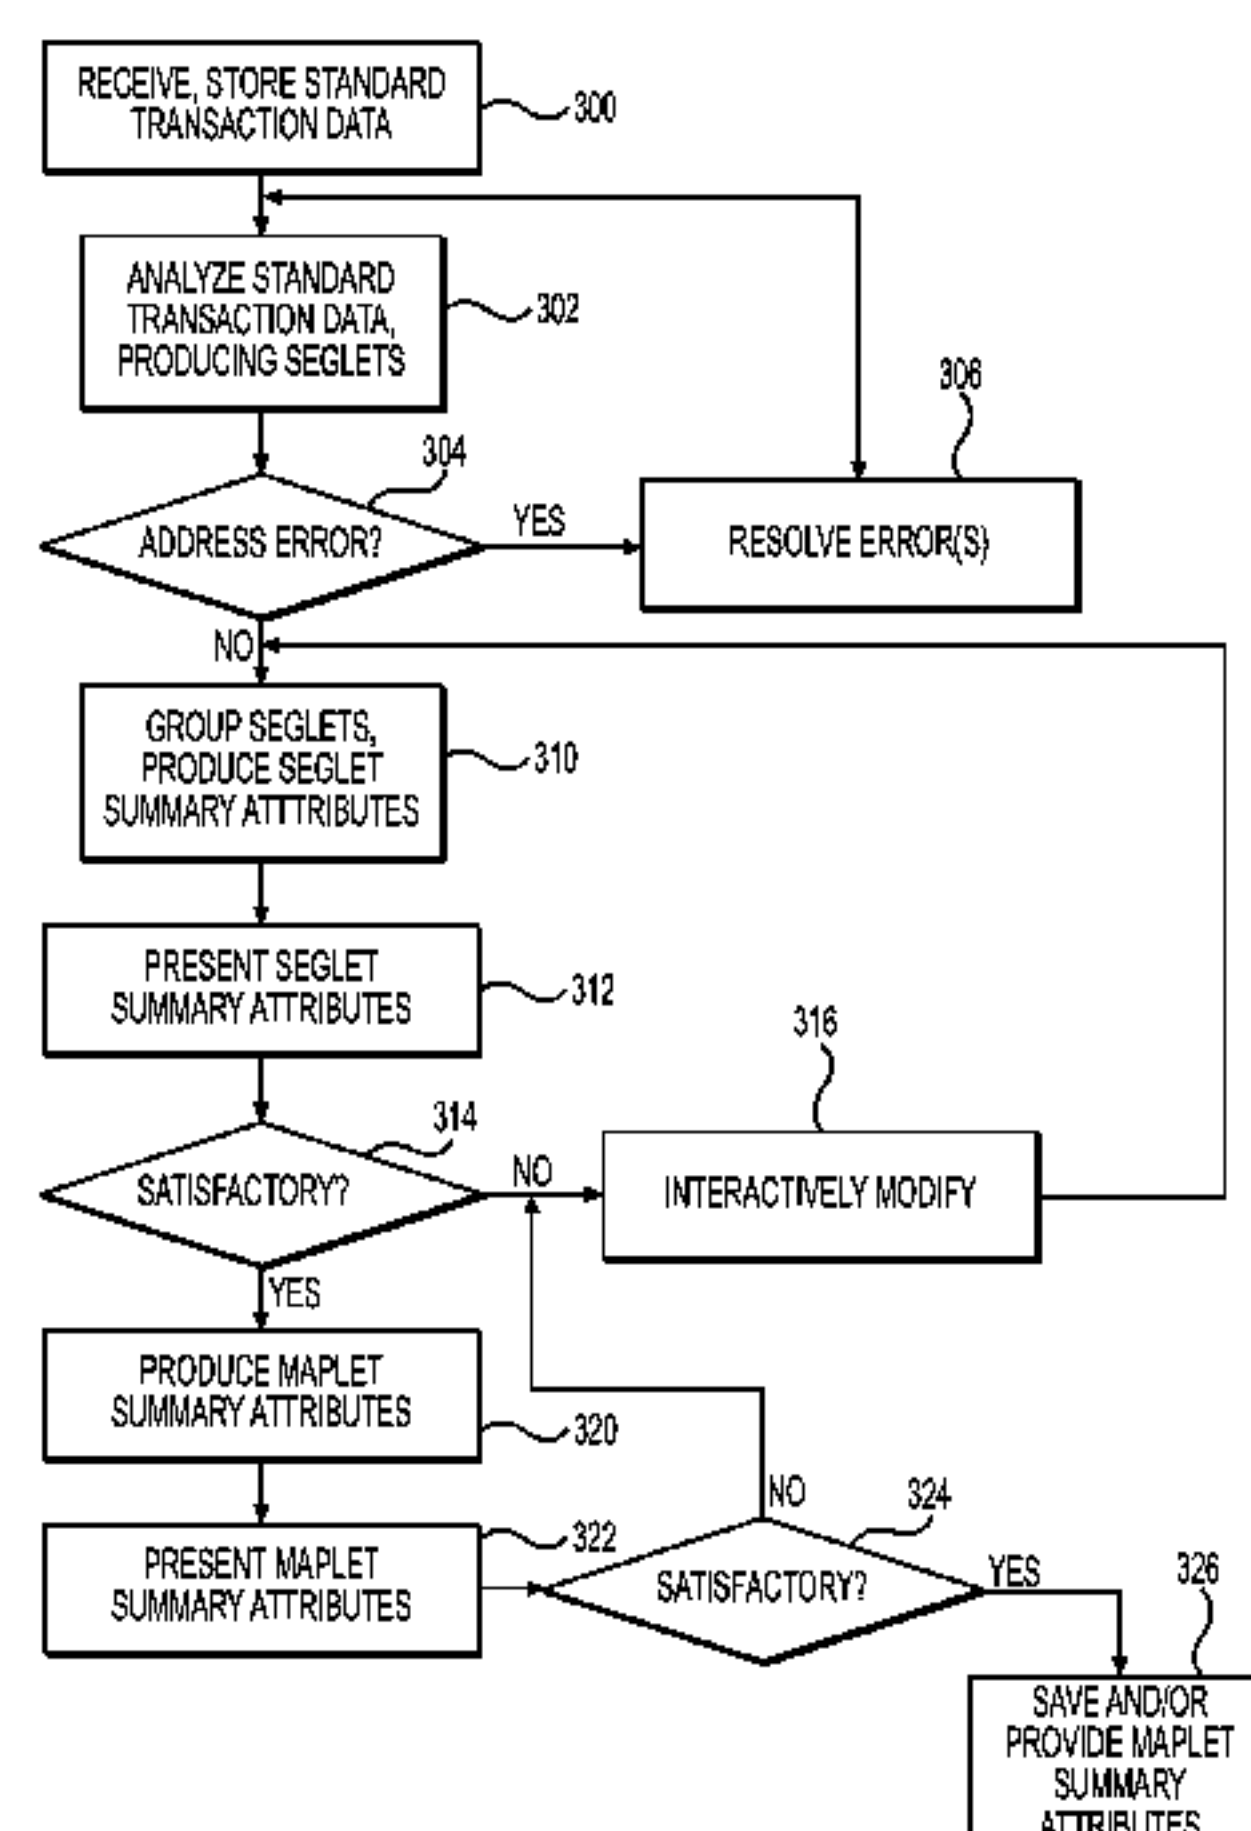 RECEIVE, STORE STANDARD
TRANSACTION DATA
300
ANALYZE STANDARD
TRANSACTION DATA,
PRODUCING SEGLETS
302
304
ADDRESS ERROR?
YES
306
RESOLVE ERROR(S)
NO
GROUP SEGLETS,
PRODUCE SEGLET
SUMMARY ATTTRIBUTES
310
PRESENT SEGLET
SUMMARY ATTRIBUTES
312
314
SATISFACTORY?
NO
316
INTERACTIVELY MODIFY
YES
PRODUCE MAPLET
SUMMARY ATTRIBUTES
320
PRESENT MAPLET
SUMMARY ATTRIBUTES
322
NO
324
SATISFACTORY?
YES
326
SAVE AND/OR
PROVIDE MAPLET
SUMMARY
ATTRIBUTES